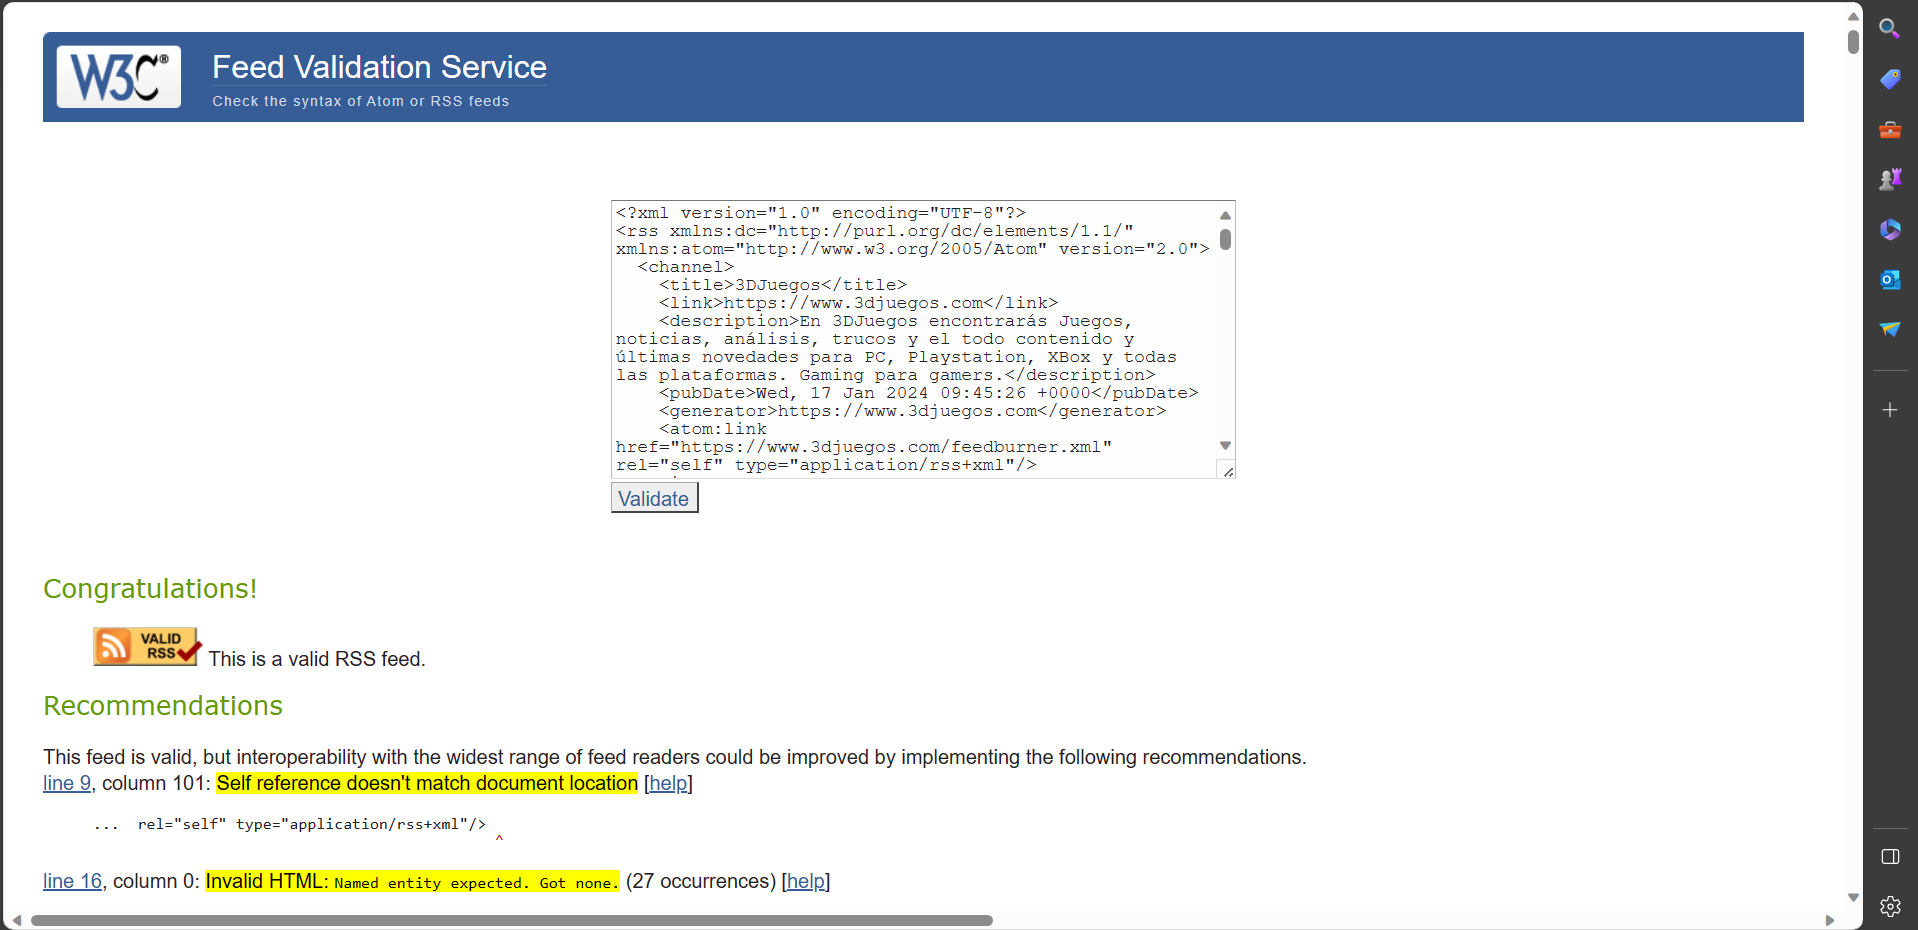 W3C®
Feed Validation Service
Check the syntax of Atom or RSS feeds
<?xml version="1.0" encoding="UTF-8"?>
<rss xmlns:dc="http://purl.org/dc/elements/1.1/"
xmlns:atom="http://www.w3.org/2005/Atom" version="2.0">
<channel>
<title>3DJuegos</title>
<link>https://www.3djuegos.com</link>
<description>En 3DJuegos encontrarás Juegos,
noticias, análisis, trucos y el todo contenido y
últimas novedades para PC, Playstation, XBox y todas
las plataformas. Gaming para gamers.</description>
<pubDate>Wed, 17 Jan 2024 09:45:26 +0000</pubDate>
<generator>https://www.3djuegos.com</generator>
<atom:link
href="https://www.3djuegos.com/feedburner.xml"
rel="self" type="application/rss+xml"/>
Validate
Congratulations!
VALID
RSS
This is a valid RSS feed.
Recommendations
This feed is valid, but interoperability with the widest range of feed readers could be improved by implementing the following recommendations.
line 9, column 101: Self reference doesn't match document location [help]
... rel="self" type="application/rss+xml"/>
^
line 16, column 0: Invalid HTML: Named entity expected. Got none. (27 occurrences) [help]